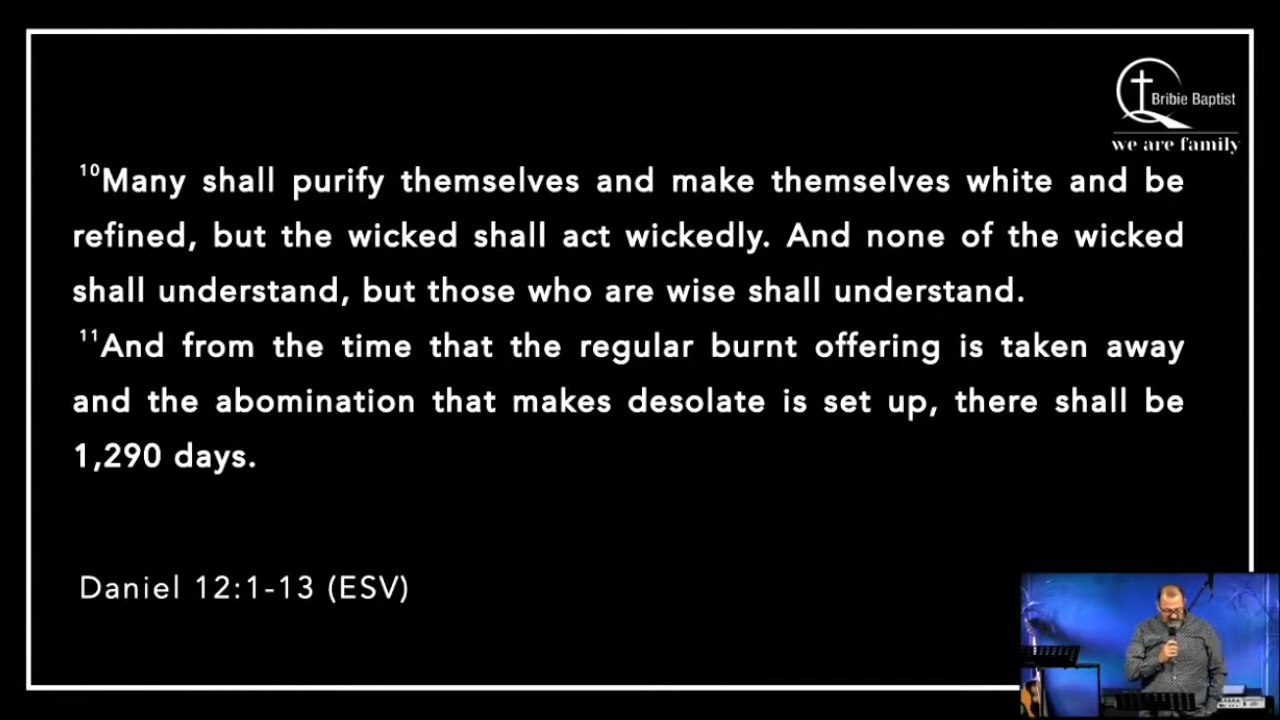 Bribie Baptist
we are family
¹⁰Many shall purify themselves and make themselves white and be
refined, but the wicked shall act wickedly. And none of the wicked
shall understand, but those who are wise shall understand.
¹¹And from the time that the regular burnt offering is taken away
and the abomination that makes desolate is set up, there shall be
1,290 days.
Daniel 12:1-13 (ESV)